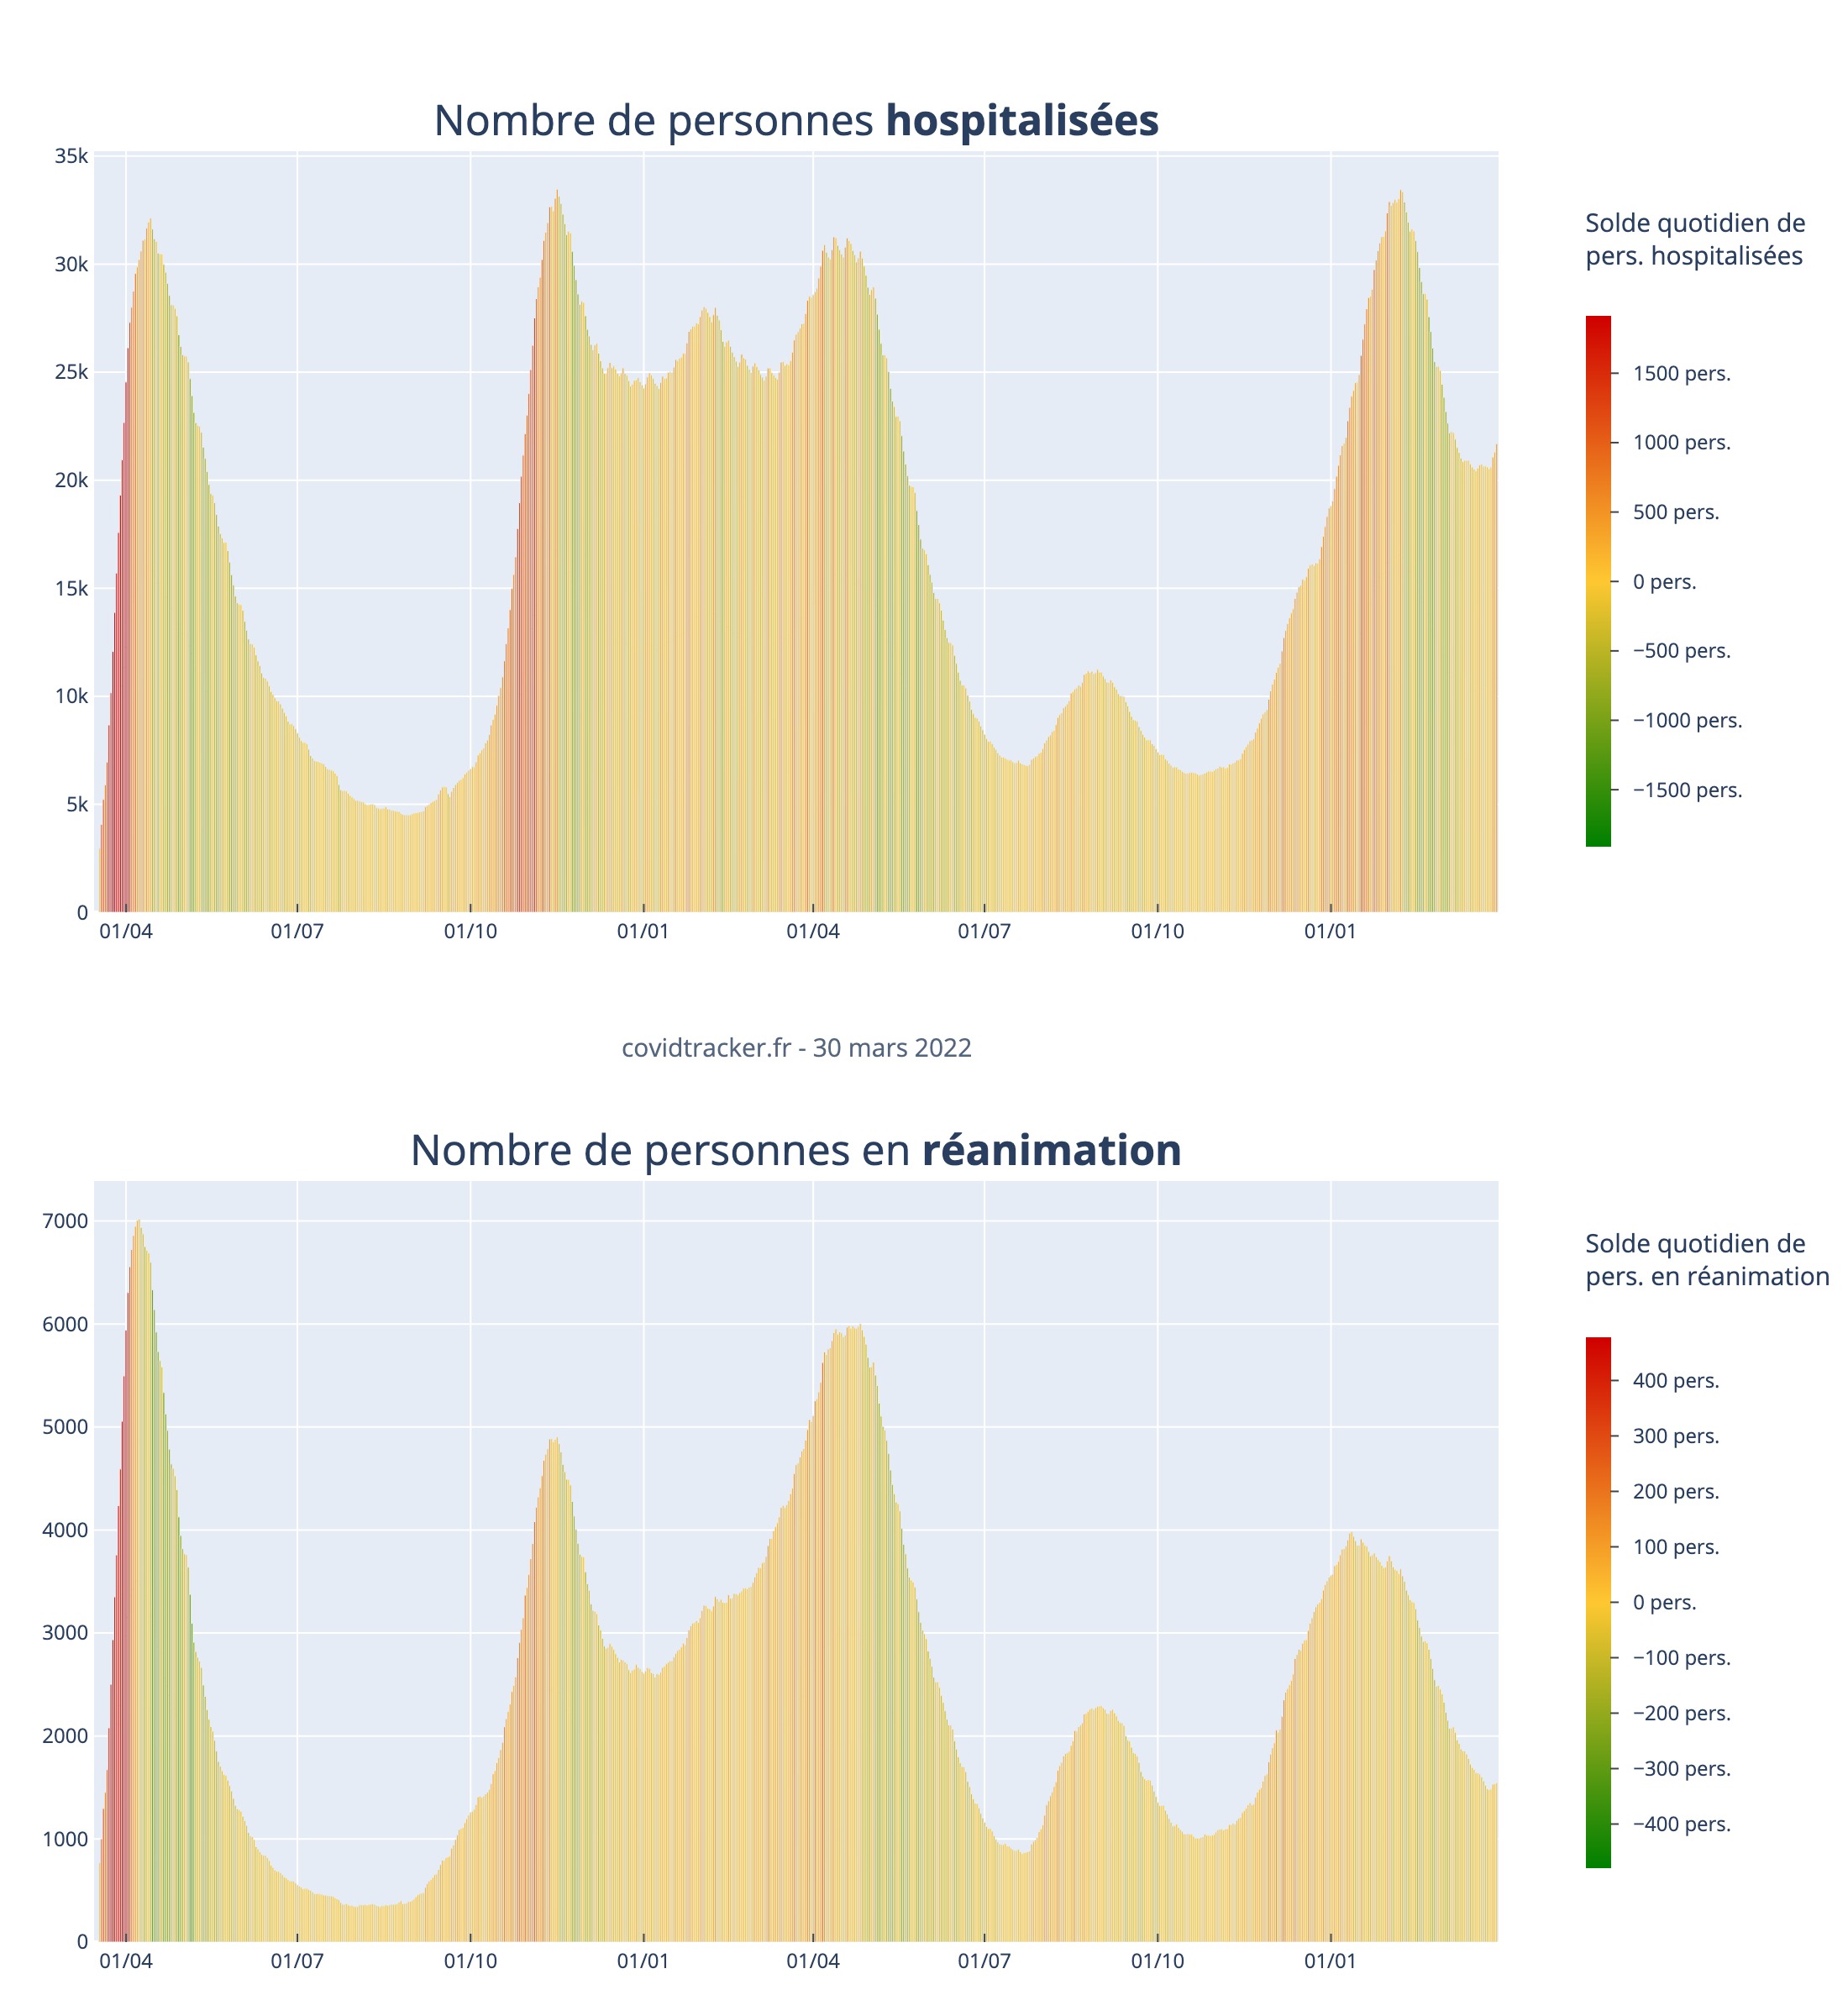 Nombre de personnes hospitalisées
35k
30k
25k
20k
15k
10k
5k
0
01/04 01/07 01/10 01/01 01/04 01/07 01/10 01/01
Solde quotidien de
pers. hospitalisées
1500 pers.
1000 pers.
500 pers.
0 pers.
−500 pers.
−1000 pers.
−1500 pers.
covidtracker.fr - 30 mars 2022
Nombre de personnes en réanimation
7000
6000
5000
4000
3000
2000
1000
0
01/04 01/07 01/10 01/01 01/04 01/07 01/10 01/01
Solde quotidien de
pers. en réanimation
400 pers.
300 pers.
200 pers.
100 pers.
0 pers.
−100 pers.
−200 pers.
−300 pers.
−400 pers.